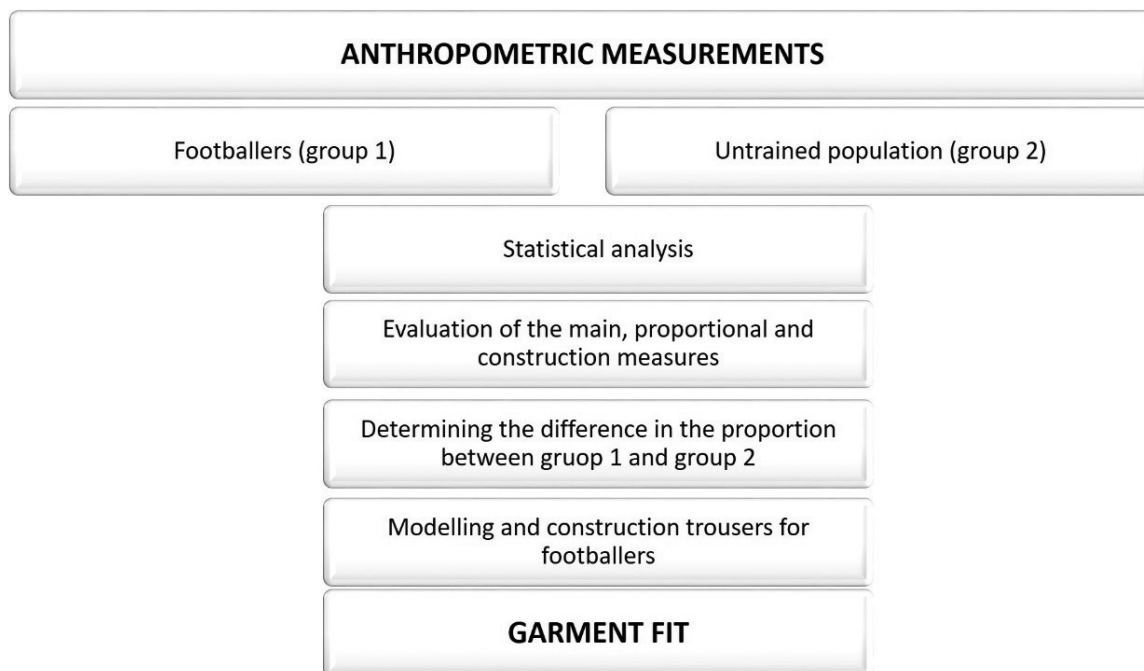 ANTHROPOMETRIC MEASUREMENTS
Footballers (group 1)
Untrained population (group 2)
Statistical analysis
Evaluation of the main, proportional and
construction measures
Determining the difference in the proportion
between gruop 1 and group 2
Modelling and construction trousers for
footballers
GARMENT FIT